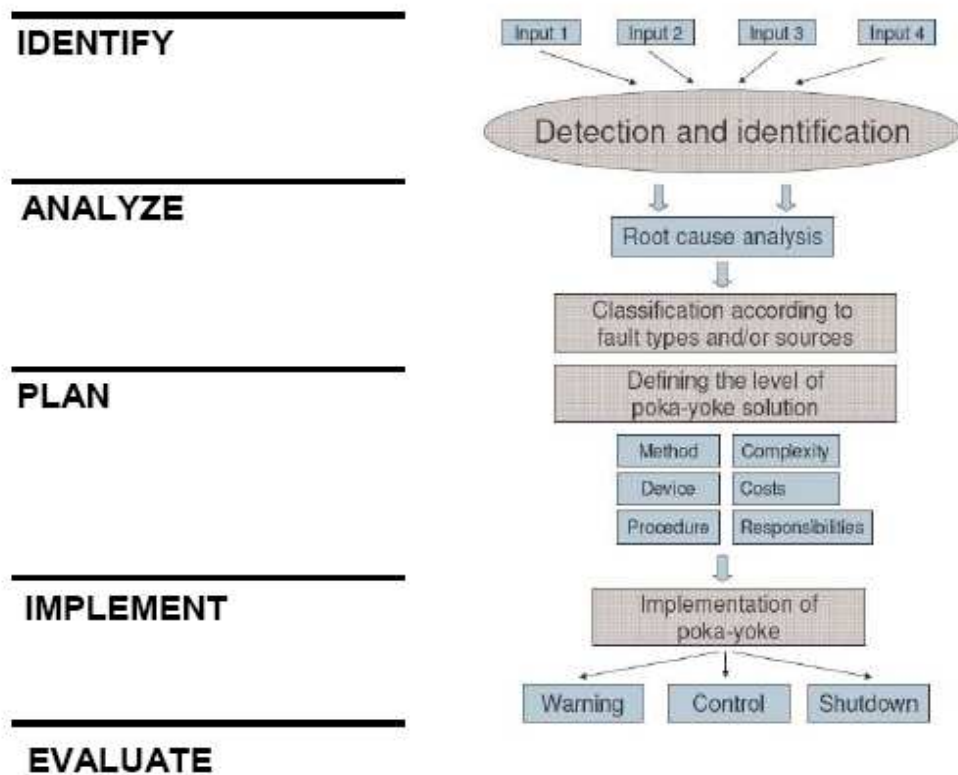 IDENTIFY
Input 1
Input 2
Input 3
Input 4
Detection and identification
ANALYZE
Root cause analysis
Classification according to
fault types and/or sources
PLAN
Defining the level of
poka-yoke solution
Method
Complexity
Device
Costs
Procedure
Responsibilities
IMPLEMENT
Implementation of
poka-yoke
Warning
Control
Shutdown
EVALUATE